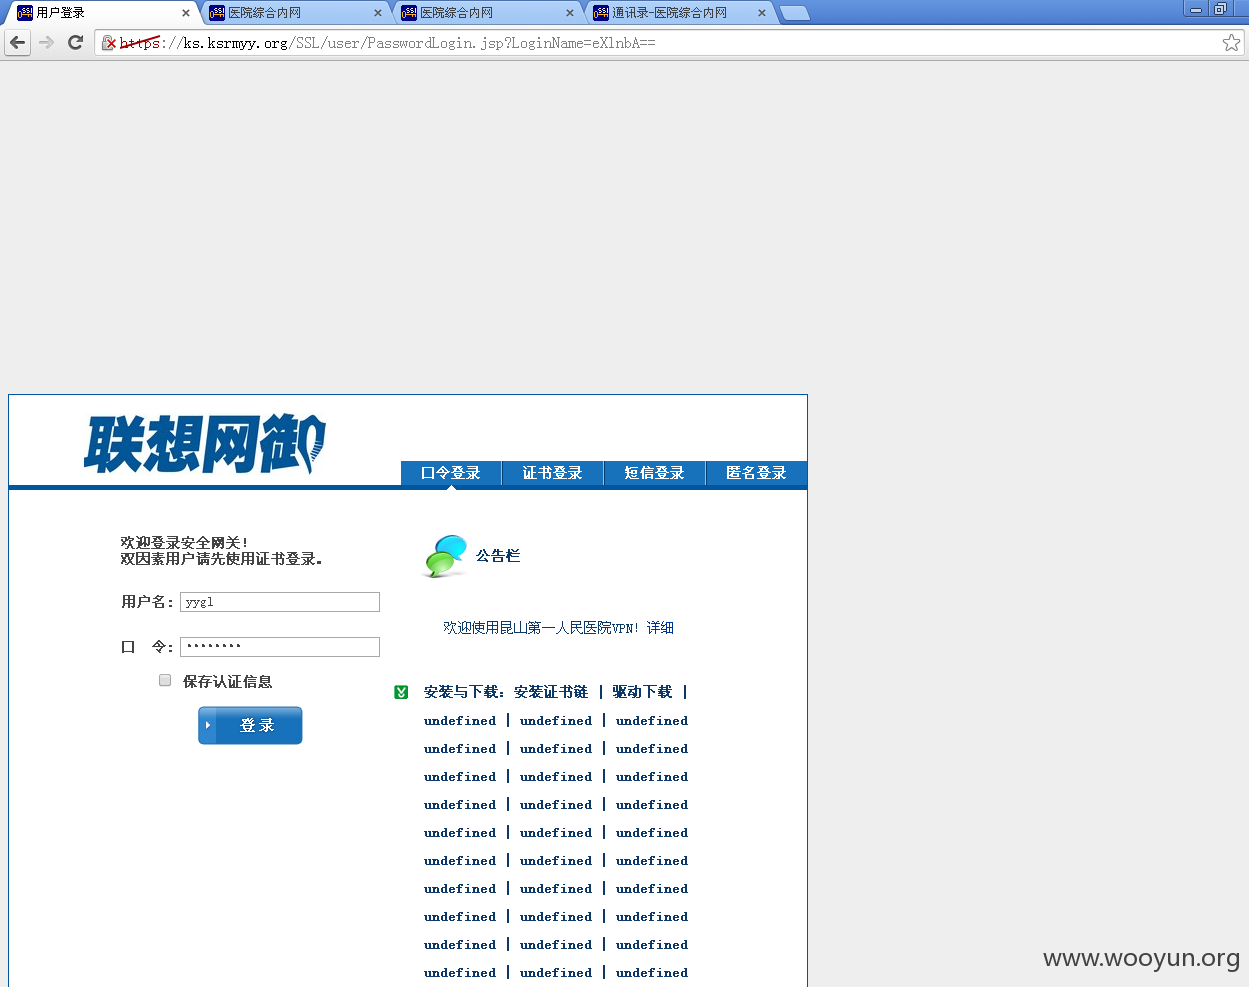 用户登录
医院综合内网
医院综合内网
通讯录-医院综合内网
https://ks.ksrmyy.org/SSL/user/PasswordLogin.jsp?LoginName=eXlnbA==
联想网御
口令登录 证书登录 短信登录 匿名登录
欢迎登录安全网关!
双因素用户请先使用证书登录。
用户名: yygl
口 令: ••••••••
保存认证信息
登录
公告栏
欢迎使用昆山第一人民医院VPN! 详细
安装与下载: 安装证书链 | 驱动下载 |
undefined | undefined | undefined
undefined | undefined | undefined
undefined | undefined | undefined
undefined | undefined | undefined
undefined | undefined | undefined
undefined | undefined | undefined
undefined | undefined | undefined
undefined | undefined | undefined
undefined | undefined | undefined
undefined | undefined | undefined
www.wooyun.org